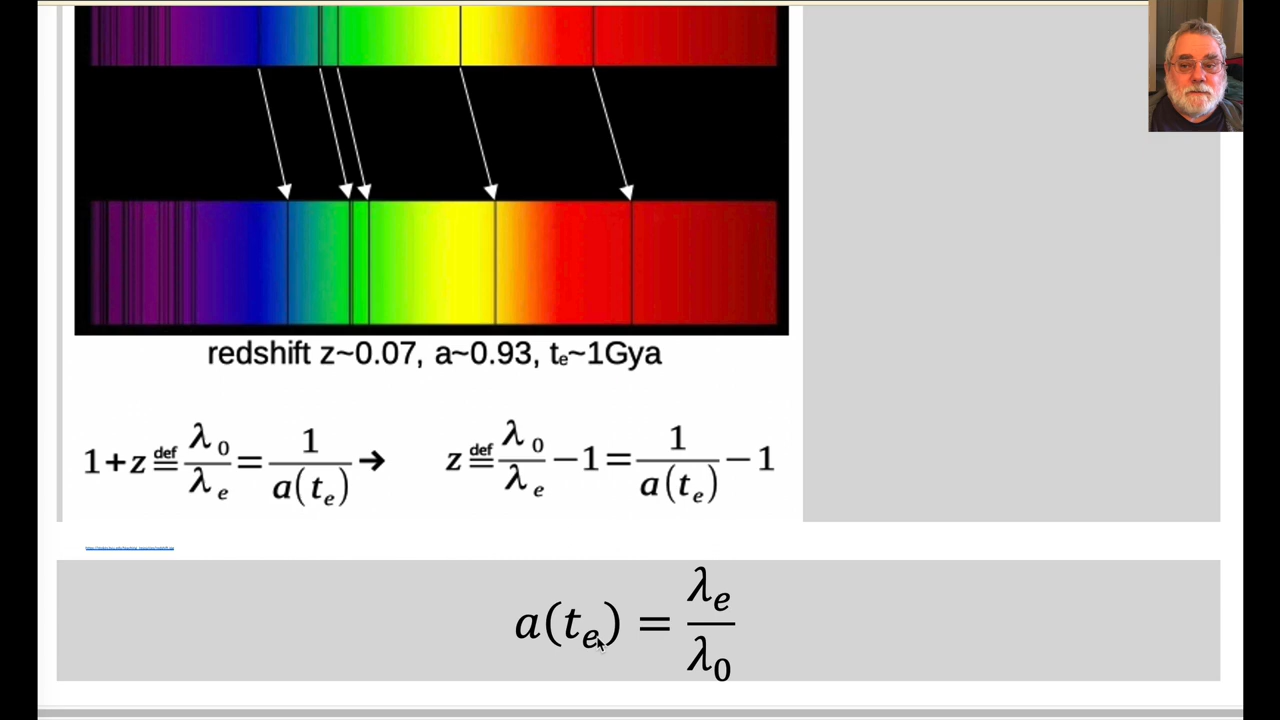 redshift z~0.07, a~0.93, tₑ~1Gya
1+z ≝ λ₀/λₑ = 1/a(tₑ) → z ≝ λ₀/λₑ −1 = 1/a(tₑ) −1
a(tₑ) = λₑ/λ₀